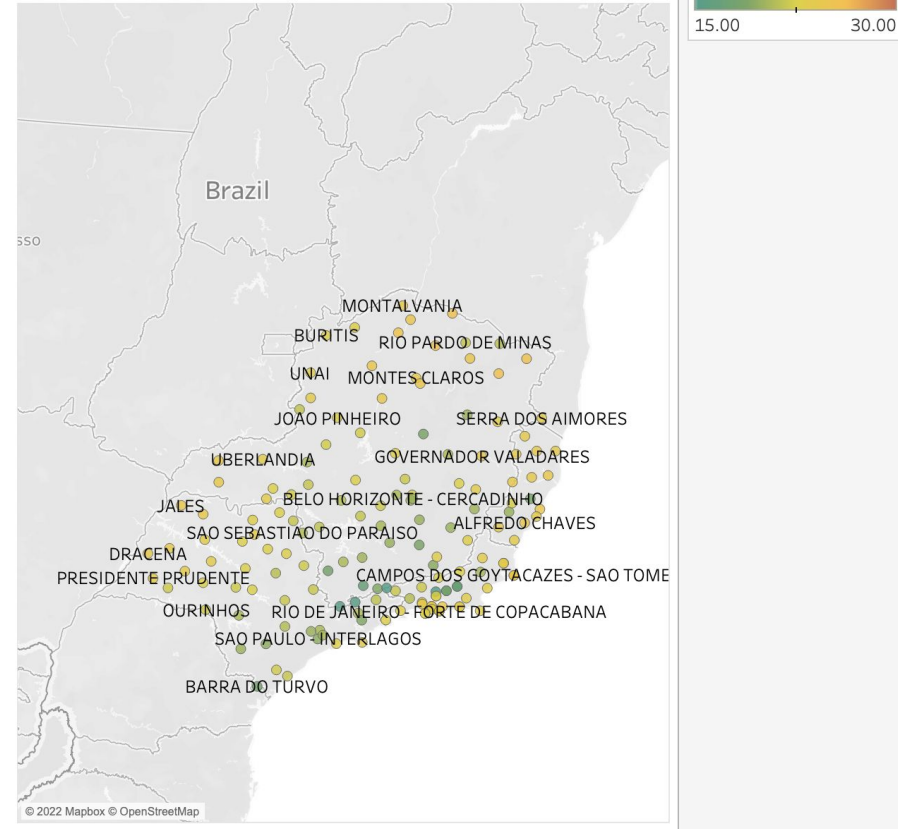 15.00 30.00
Brazil
sso
MONTALVANIA
BURITIS
RIO PARDO DE MINAS
UNAI
MONTES CLAROS
JOAO PINHEIRO
SERRA DOS AIMORES
UBERLANDIA
GOVERNADOR VALADARES
BELO HORIZONTE - CERCADINHO
JALES
ALFREDO CHAVES
SAO SEBASTIAO DO PARAISO
DRACENA
PRESIDENTE PRUDENTE
CAMPOS DOS GOYTACAZES - SAO TOME
OURINHOS
RIO DE JANEIRO - FORTE DE COPACABANA
SAO PAULO - INTERLAGOS
BARRA DO TURVO
© 2022 Mapbox © OpenStreetMap